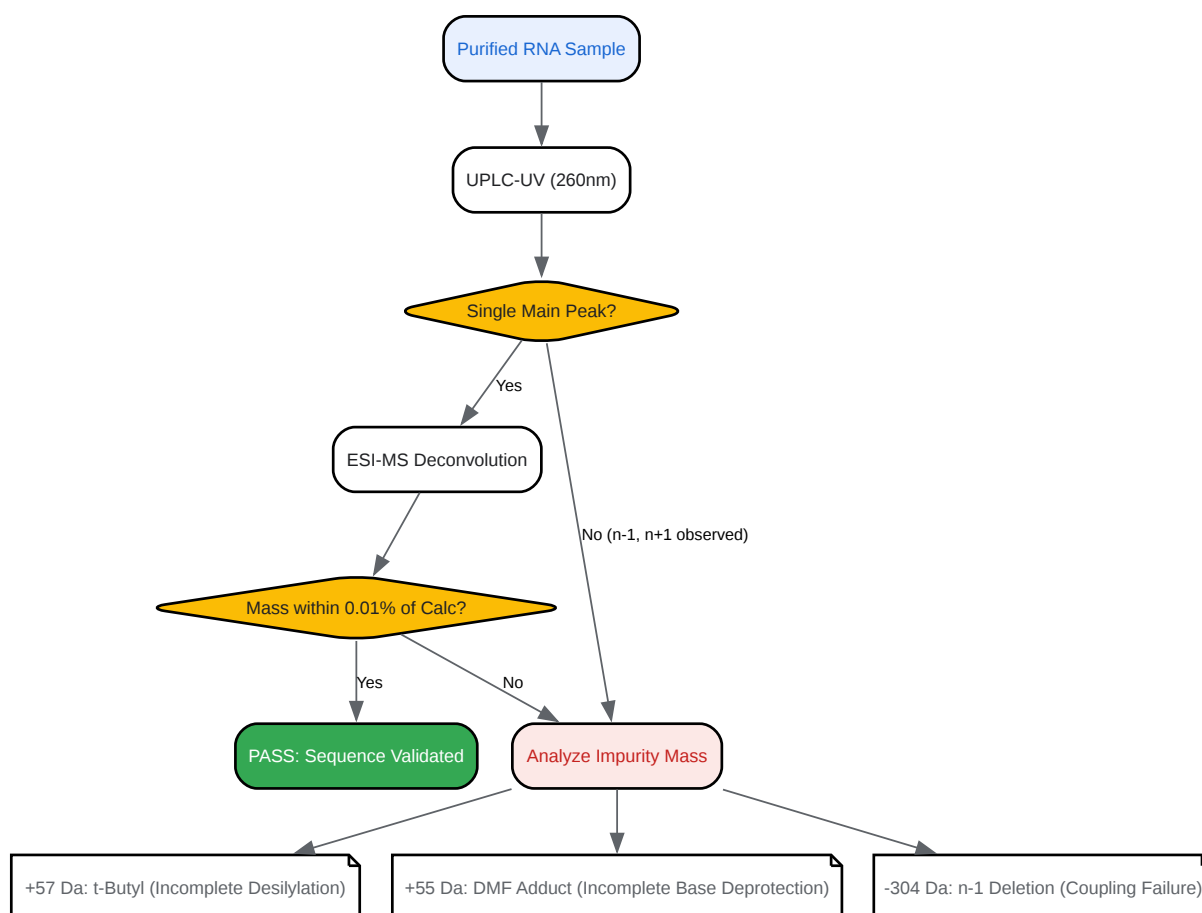 Purified RNA Sample
UPLC-UV (260nm)
Single Main Peak?
Yes
ESI-MS Deconvolution
No (n-1, n+1 observed)
Mass within 0.01% of Calc?
Yes
No
PASS: Sequence Validated
Analyze Impurity Mass
+57 Da: t-Butyl (Incomplete Desilylation)
+55 Da: DMF Adduct (Incomplete Base Deprotection)
-304 Da: n-1 Deletion (Coupling Failure)